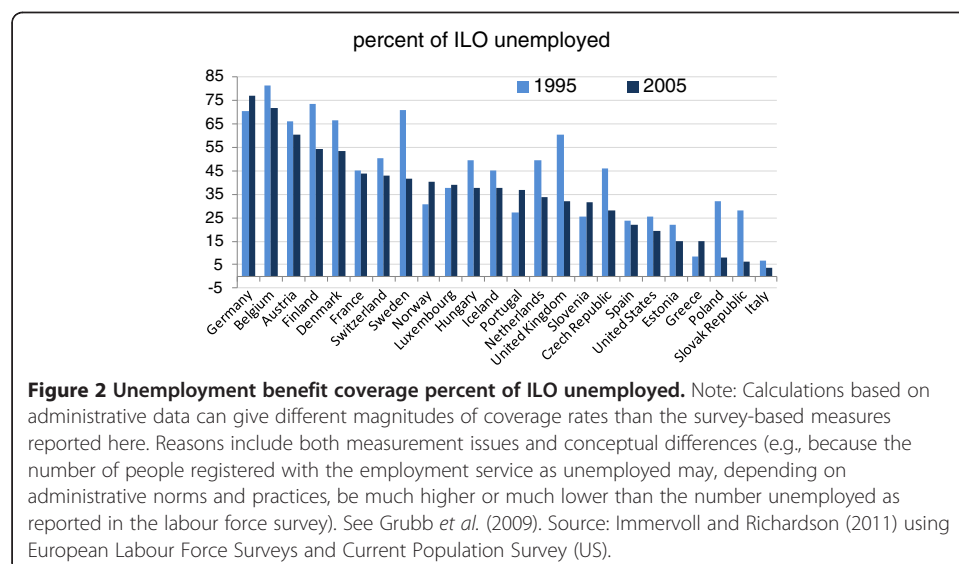 percent of ILO unemployed
1995 2005
85
75
65
55
45
35
25
15
5
-5
Germany
Belgium
Austria
Finland
Denmark
France
Switzerland
Sweden
Norway
Luxembourg
Hungary
Iceland
Portugal
Netherlands
United Kingdom
Slovenia
Czech Republic
Spain
United States
Estonia
Greece
Poland
Slovak Republic
Italy
Figure 2 Unemployment benefit coverage percent of ILO unemployed. Note: Calculations based on
administrative data can give different magnitudes of coverage rates than the survey-based measures
reported here. Reasons include both measurement issues and conceptual differences (e.g., because the
number of people registered with the employment service as unemployed may, depending on
administrative norms and practices, be much higher or much lower than the number unemployed as
reported in the labour force survey). See Grubb et al. (2009). Source: Immervoll and Richardson (2011) using
European Labour Force Surveys and Current Population Survey (US).